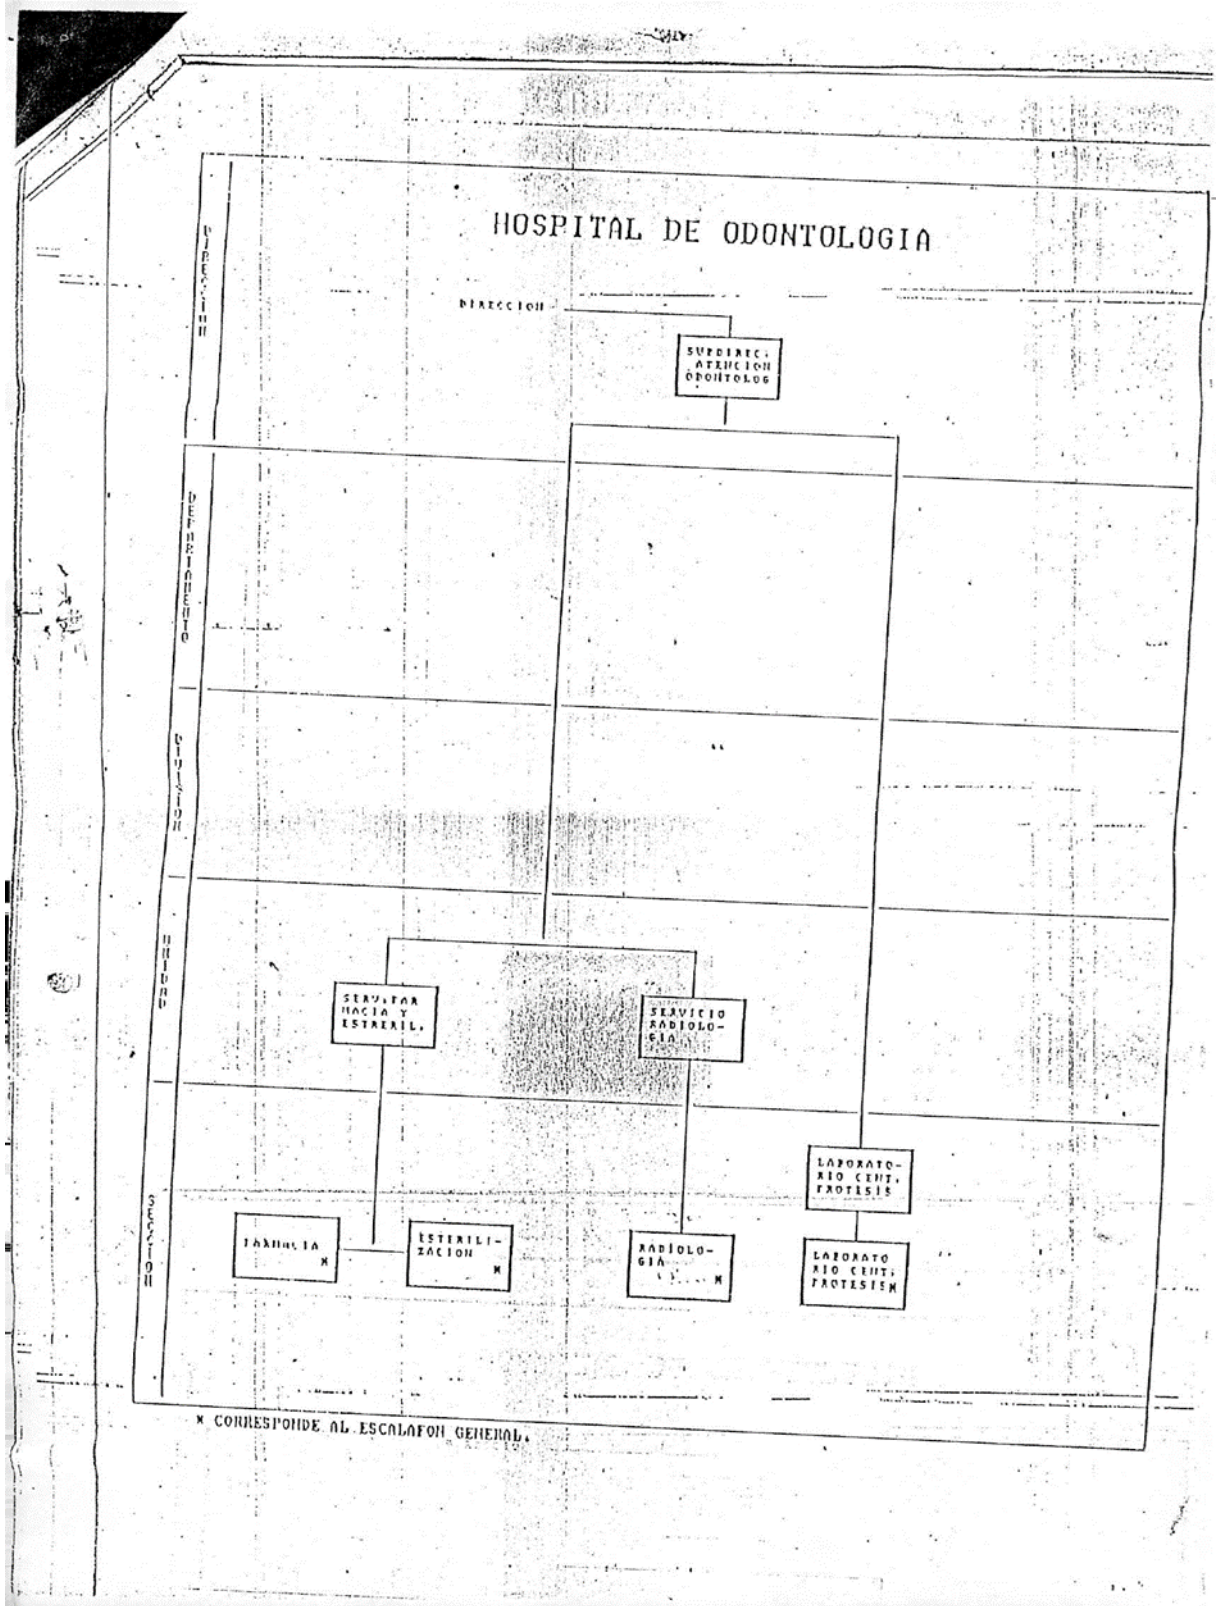 HOSPITAL DE ODONTOLOGIA
DIRECCION
DIRECCION
SUBDIREC.
ATENCION
ODONTOLOG
DEPARTAMENTO
DIVISION
UNIDAD
SERV.FAR
MACIA Y
ESTRERIL.
SERVICIO
RADIOLO-
GIA
SECCION
LABORATO-
RIO CENT.
PROTESIS
FARMACIA
*
ESTERILI-
ZACION
*
RADIOLO-
GIA
*
LABORATO
RIO CENT.
PROTESIS*
* CORRESPONDE AL ESCALAFON GENERAL.